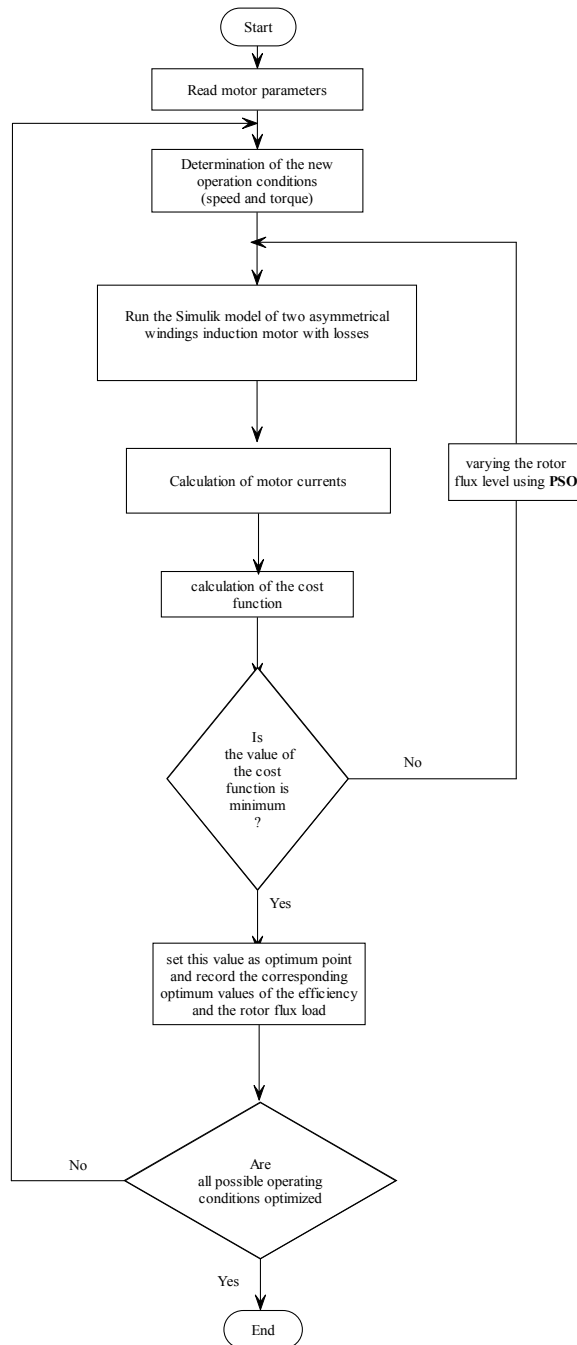 Start
Read motor parameters
Determination of the new
operation conditions
(speed and torque)
Run the Simulik model of two asymmetrical
windings induction motor with losses
Calculation of motor currents
varying the rotor
flux level using PSO
calculation of the cost
function
Is
the value of
the cost
function is
minimum
?
No
Yes
set this value as optimum point
and record the corresponding
optimum values of the efficiency
and the rotor flux load
No
Are
all possible operating
conditions optimized
Yes
End